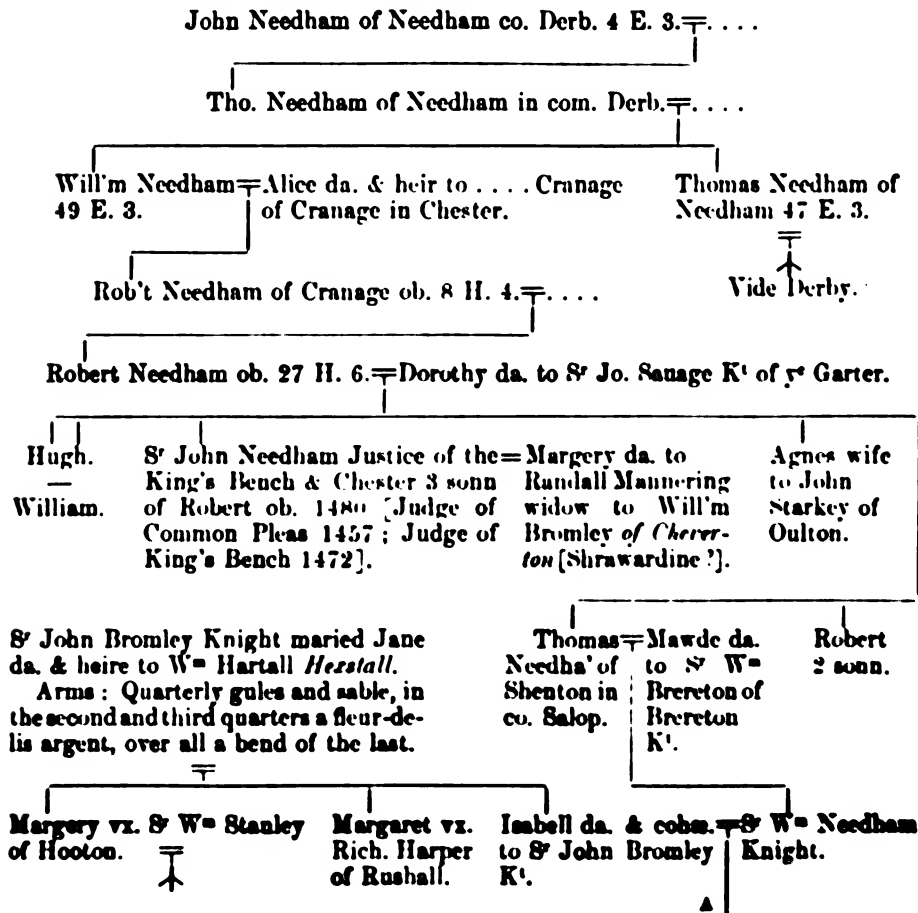 John Needham of Needham co. Derb. 4 E. 3.=. . . .
Tho. Needham of Needham in com. Derb.=. . . .
Will'm Needham=Alice da. & heir to . . . . Cranage
49 E. 3. of Cranage in Chester.
Thomas Needham of
Needham 47 E. 3.
Vide Derby.
Rob't Needham of Cranage ob. 8 H. 4.=. . . .
Robert Needham ob. 27 H. 6.=Dorothy da. to Sʳ Jo. Sauage Kᵗ of yᵉ Garter.
Hugh.
—
William.
Sʳ John Needham Justice of the=
King's Bench & Chester 3 sonn
of Robert ob. 1480 [Judge of
Common Pleas 1457 ; Judge of
King's Bench 1472].
Margery da. to
Randall Mannering
widow to Will'm
Bromley of Cherer-
ton [Shrawardine ?].
Agnes wife
to John
Starkey of
Oulton.
Sʳ John Bromley Knight maried Jane
da. & heire to Wᵐ Hartall Hexstall.
Arms : Quarterly gules and sable, in
the second and third quarters a fleur-de-
lis argent, over all a bend of the last.
Thomas=
Needha' of
Shenton in
co. Salop.
Mawde da.
to Sʳ Wᵐ
Brereton of
Brereton
Kᵗ.
Robert
2 sonn.
Margery vx. Sʳ Wᵐ Stanley
of Hooton.
Margaret vx.
Rich. Harper
of Rushall.
Isabell da. & cohæ.=
to Sʳ John Bromley
Kᵗ.
Sʳ Wᵐ Needham
Knight.
A